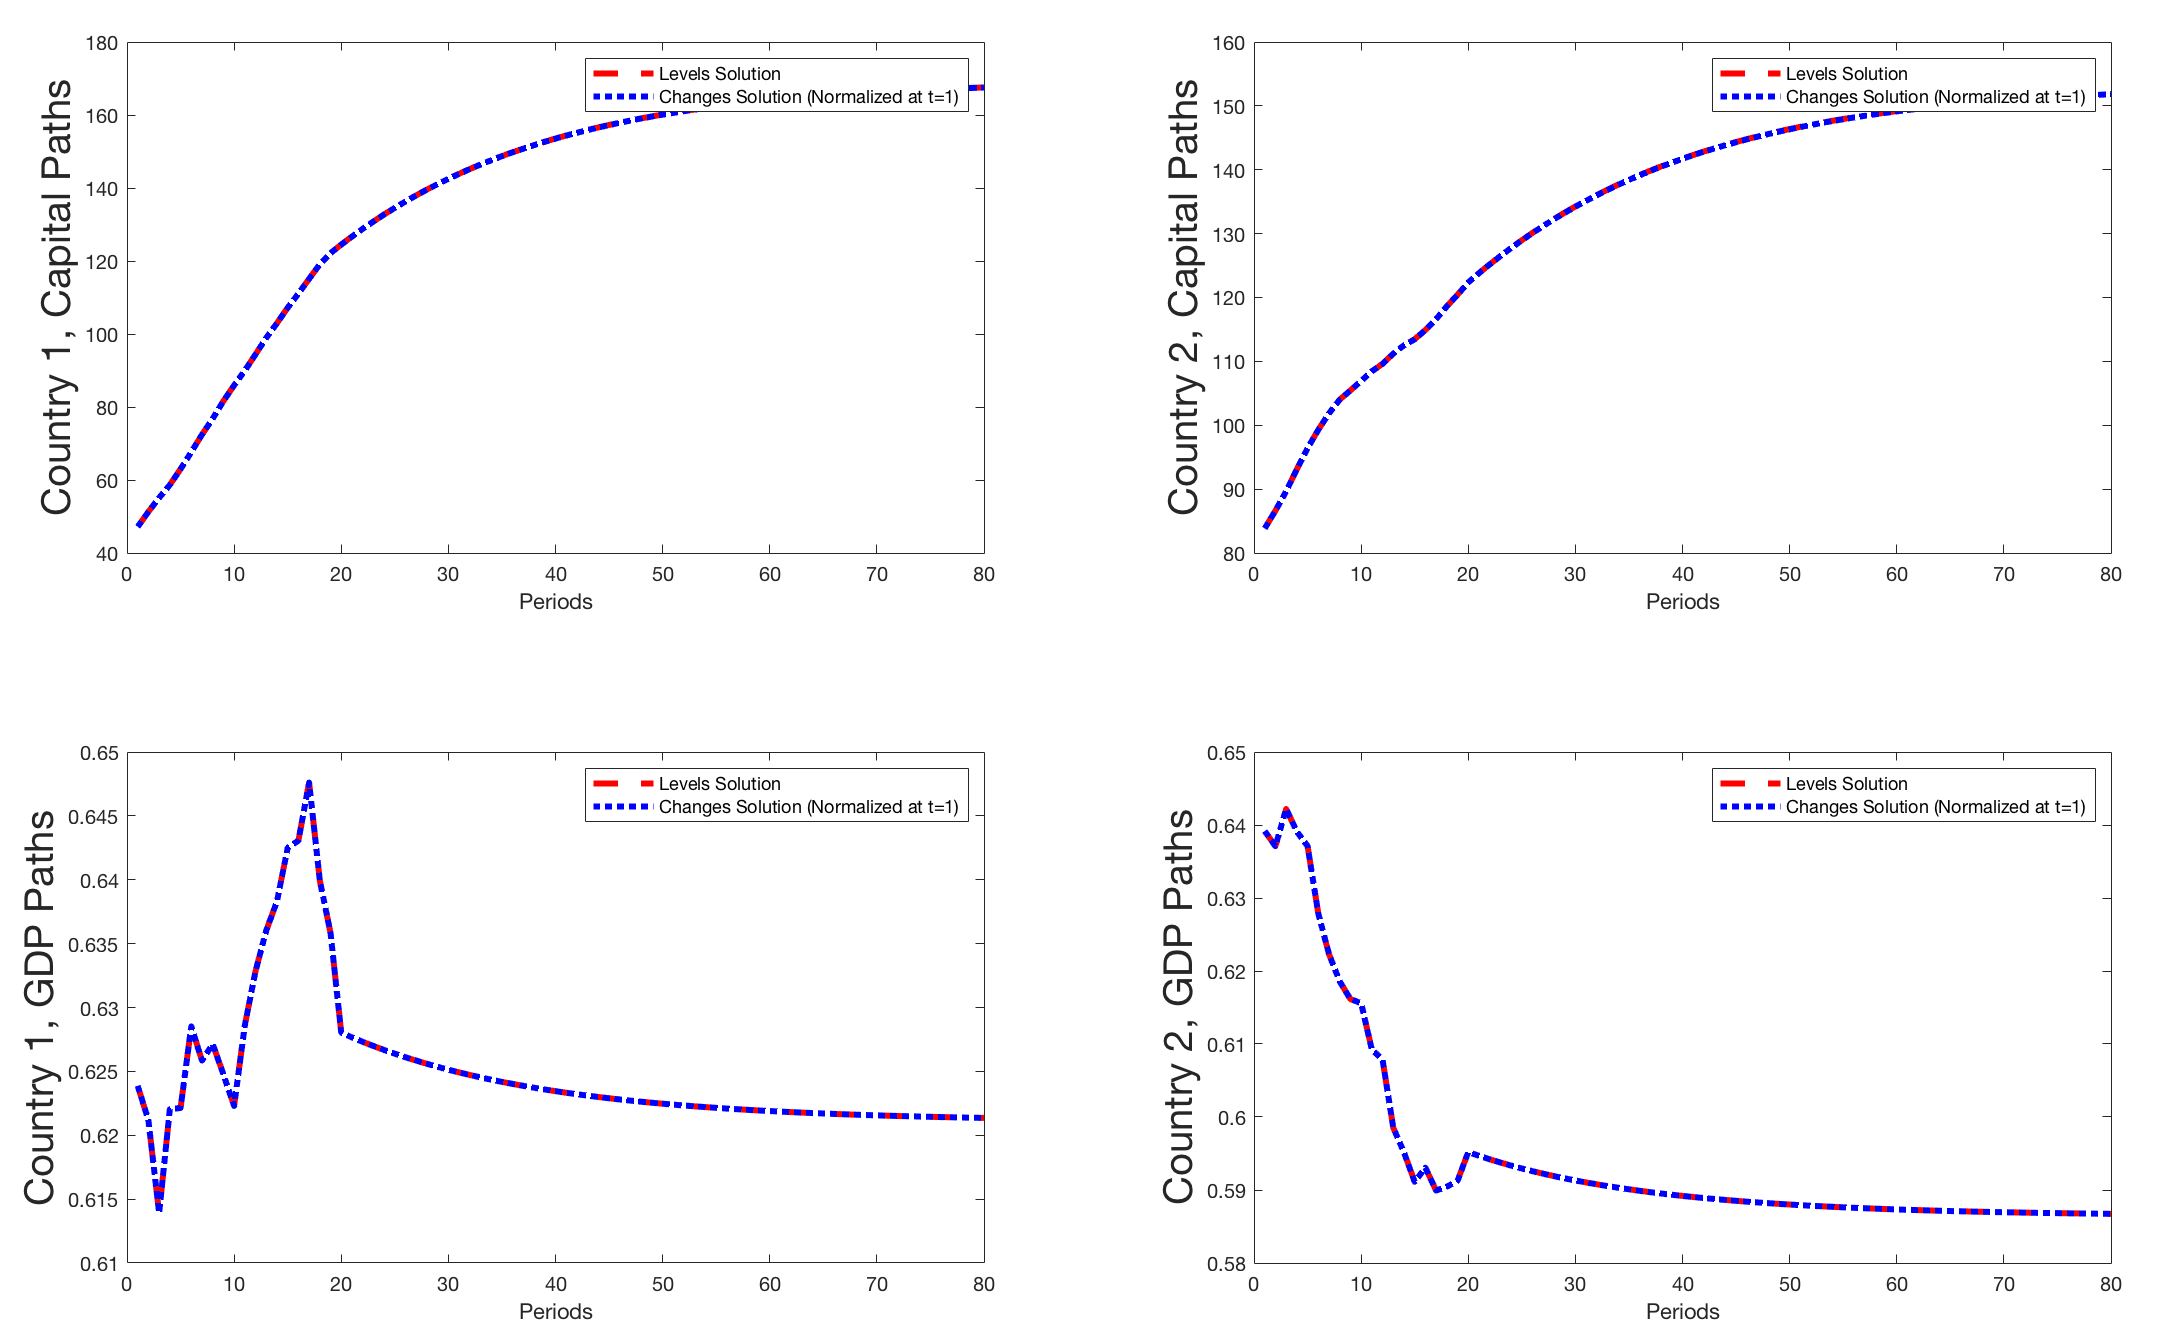 Country 1, Capital Paths
180
160
140
120
100
80
60
40
0 10 20 30 40 50 60 70 80
Periods
Levels Solution
Changes Solution (Normalized at t=1)
Country 2, Capital Paths
160
150
140
130
120
110
100
90
80
0 10 20 30 40 50 60 70 80
Periods
Levels Solution
Changes Solution (Normalized at t=1)
Country 1, GDP Paths
0.65
0.645
0.64
0.635
0.63
0.625
0.62
0.615
0.61
0 10 20 30 40 50 60 70 80
Periods
Levels Solution
Changes Solution (Normalized at t=1)
Country 2, GDP Paths
0.65
0.64
0.63
0.62
0.61
0.6
0.59
0.58
0 10 20 30 40 50 60 70 80
Periods
Levels Solution
Changes Solution (Normalized at t=1)